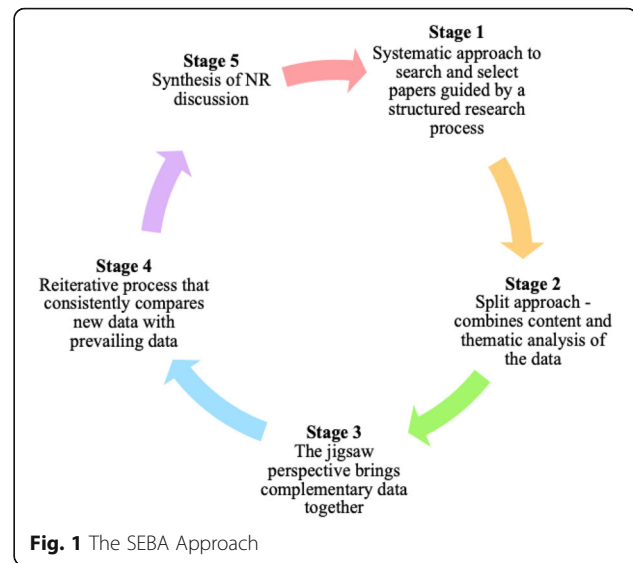 Stage 1
Systematic approach to
search and select
papers guided by a
structured research
process
Stage 2
Split approach -
combines content and
thematic analysis of
the data
Stage 3
The jigsaw
perspective brings
complementary data
together
Stage 4
Reiterative process that
consistently compares
new data with
prevailing data
Stage 5
Synthesis of NR
discussion
Fig. 1 The SEBA Approach